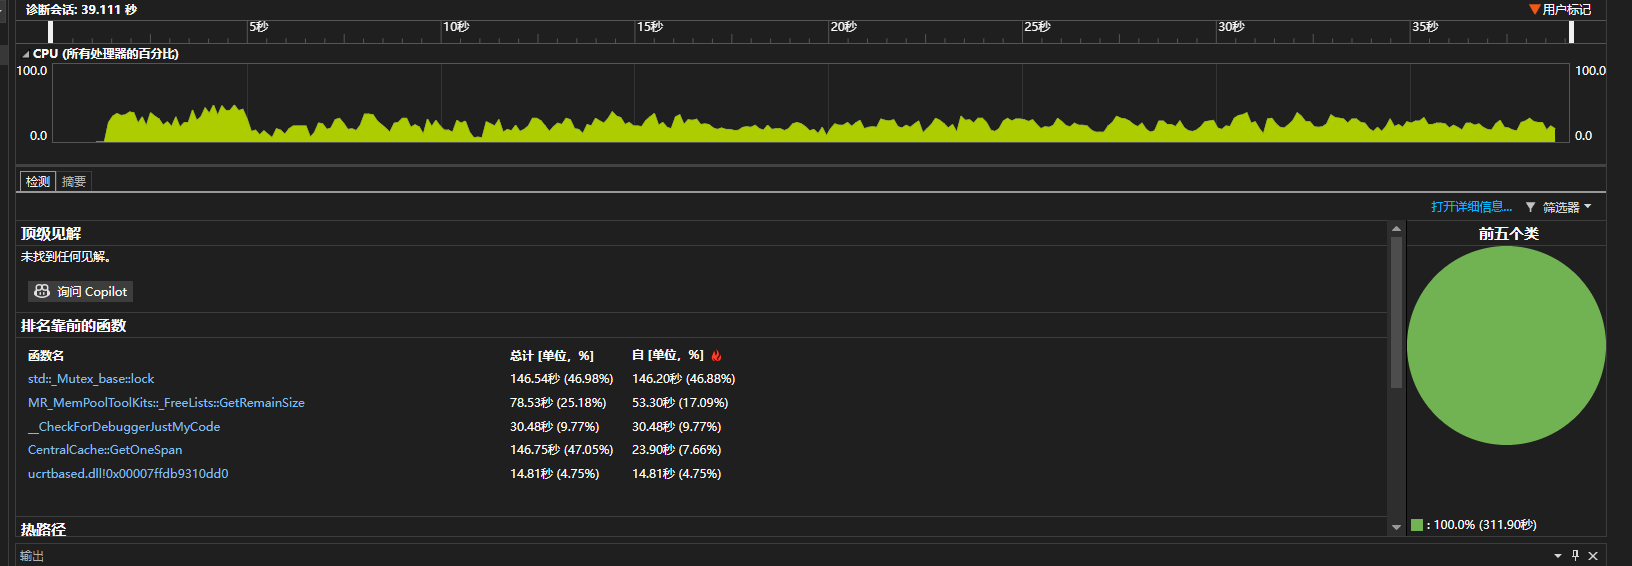 诊断会话: 39.111 秒
用户标记
5秒 10秒 15秒 20秒 25秒 30秒 35秒
CPU (所有处理器的百分比)
100.0 100.0
0.0 0.0
检测 摘要
打开详细信息... 筛选器
顶级见解
前五个类
未找到任何见解。
询问 Copilot
排名靠前的函数
函数名 总计 [单位, %] 自 [单位, %]
std::_Mutex_base::lock 146.54秒 (46.98%) 146.20秒 (46.88%)
MR_MemPoolToolKits::_FreeLists::GetRemainSize 78.53秒 (25.18%) 53.30秒 (17.09%)
__CheckForDebuggerJustMyCode 30.48秒 (9.77%) 30.48秒 (9.77%)
CentralCache::GetOneSpan 146.75秒 (47.05%) 23.90秒 (7.66%)
ucrtbased.dll!0x00007ffdb9310dd0 14.81秒 (4.75%) 14.81秒 (4.75%)
热路径
: 100.0% (311.90秒)
输出